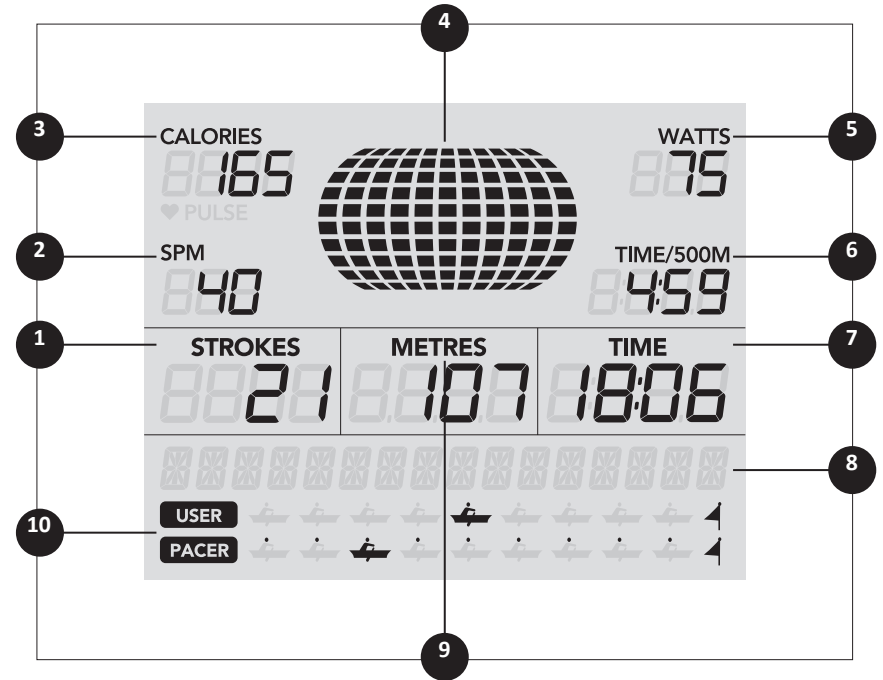 4
3
CALORIES
WATTS
5
165
75
PULSE
2
SPM
TIME/500M
6
40
4:59
1
STROKES
METRES
TIME
7
21
107
18:06
8
USER
10
PACER
9